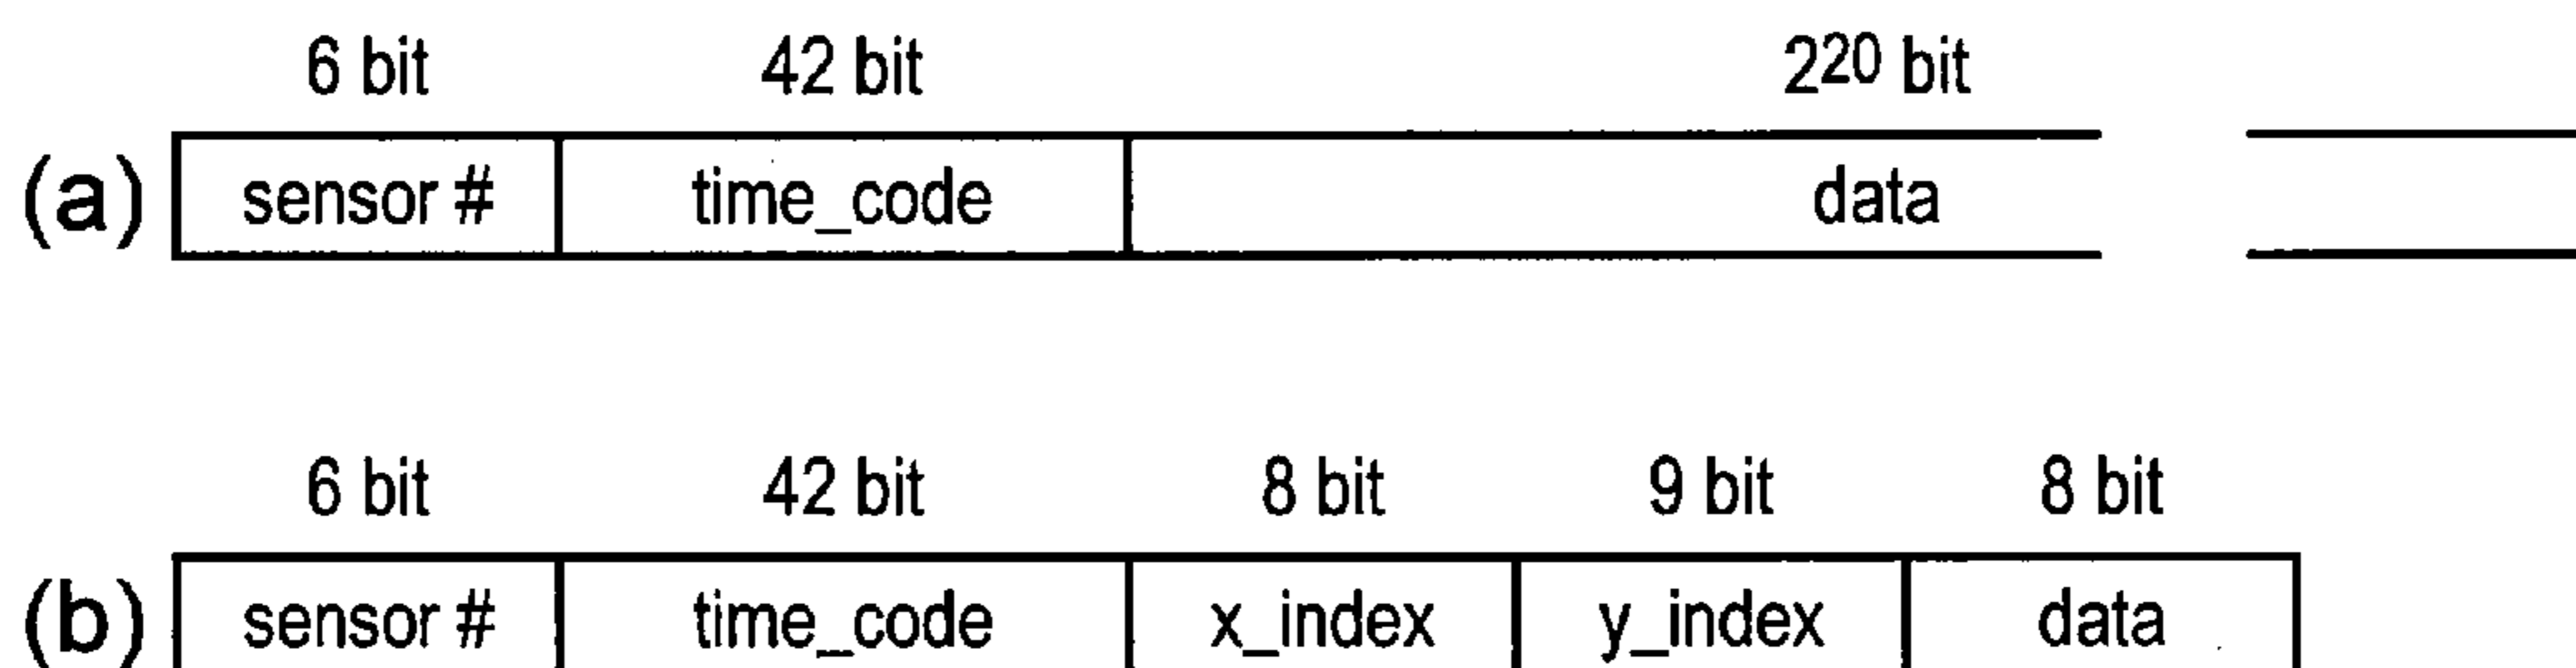 6 bit 42 bit 2²⁰ bit
(a) sensor # time_code data
6 bit 42 bit 8 bit 9 bit 8 bit
(b) sensor # time_code x_index y_index data